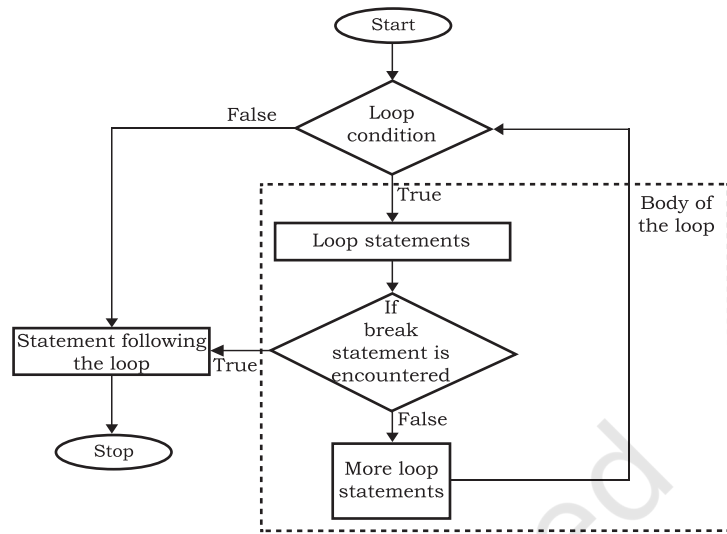 Start
Loop
condition
False
True
Body of
the loop
Loop statements
If
break
statement is
encountered
Statement following
the loop
True
False
Stop
More loop
statements
ed